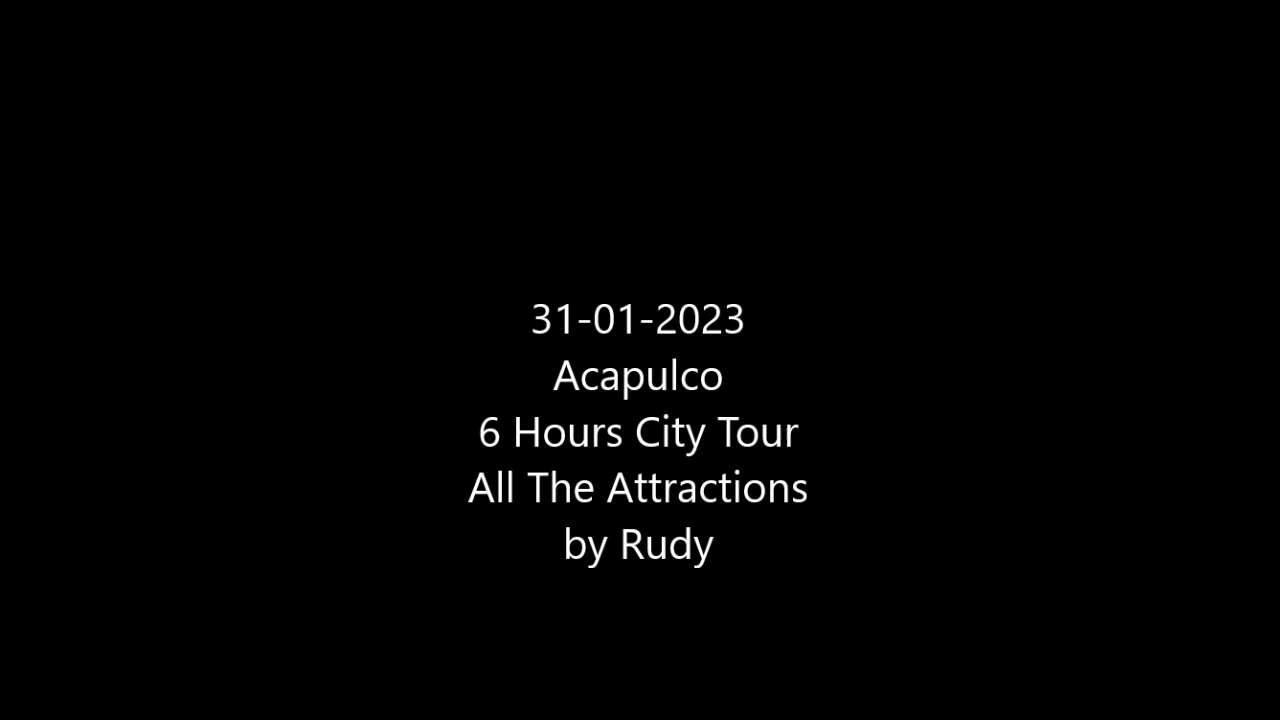 31-01-2023
Acapulco
6 Hours City Tour
All The Attractions
by Rudy